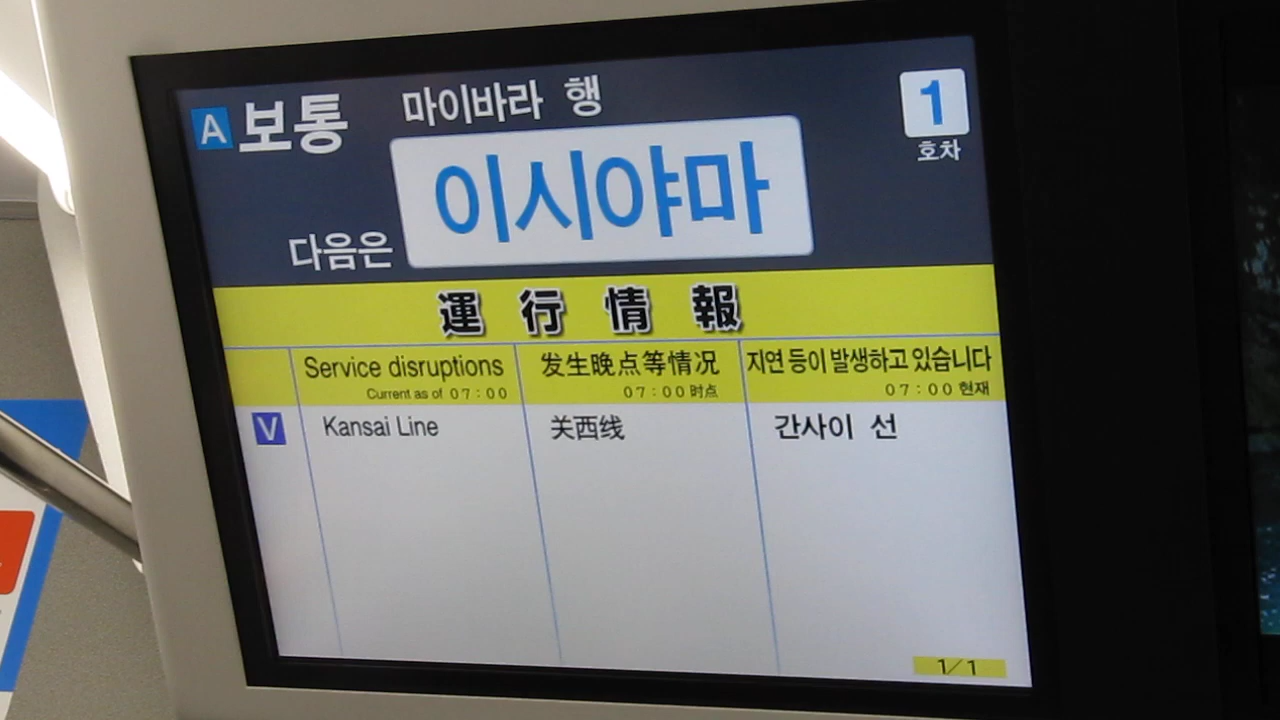 A 보통 마이바라 행
1
호차
다음은 이시야마
運行情報
Service disruptions
Current as of 07:00
发生晚点等情况
07:00 时点
지연 등이 발생하고 있습니다
07:00 현재
V Kansai Line 关西线 간사이 선
1/1